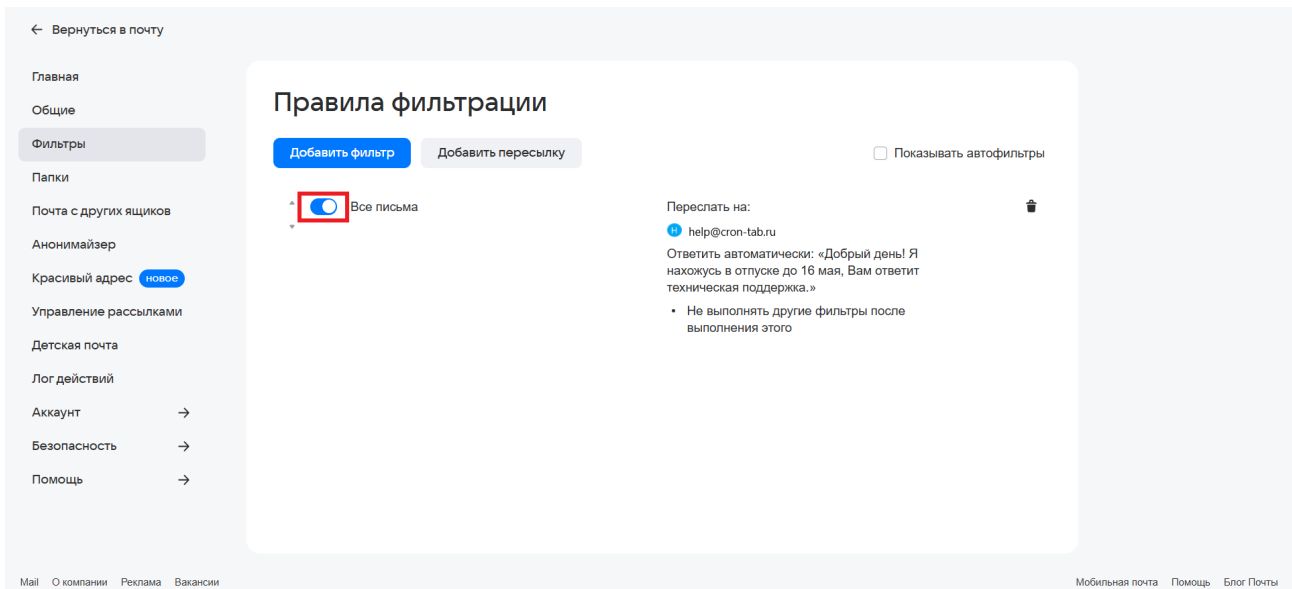 ← Вернуться в почту
Главная
Общие
Фильтры
Папки
Почта с других ящиков
Анонимайзер
Красивый адрес новое
Управление рассылками
Детская почта
Лог действий
Аккаунт →
Безопасность →
Помощь →
Правила фильтрации
Добавить фильтр Добавить пересылку Показывать автофильтры
Все письма
Переслать на:
H help@cron-tab.ru
Ответить автоматически: «Добрый день! Я
нахожусь в отпуске до 16 мая, Вам ответит
техническая поддержка.»
• Не выполнять другие фильтры после
выполнения этого
Mail О компании Реклама Вакансии
Мобильная почта Помощь Блог Почты